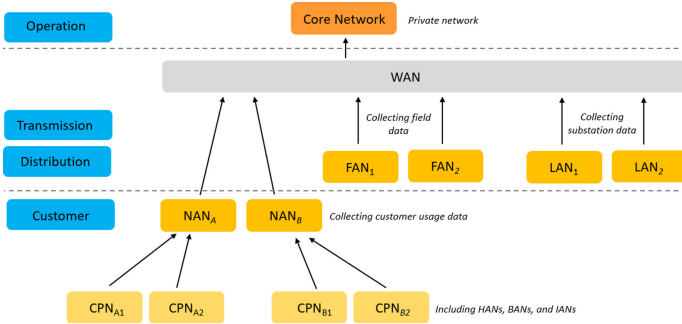 Operation
Core Network
Private network
WAN
Transmission
Collecting field
data
Collecting
substation data
Distribution
FAN1
FAN2
LAN1
LAN2
Customer
NANA
NANB
Collecting customer usage data
CPNA1
CPNA2
CPNB1
CPNB2
Including HANs, BANs, and IANs